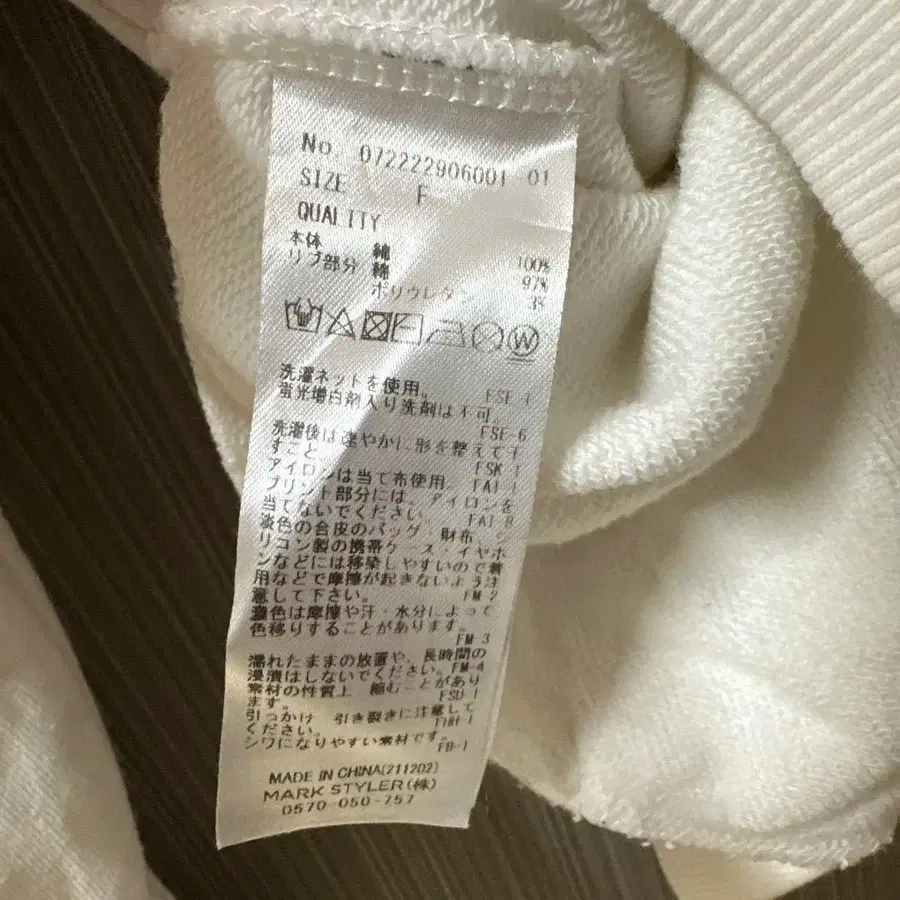 No. 072222906001 01
SIZE F
QUALITY
本体 綿 100%
リブ部分 綿 97%
ポリウレタン 3%
W
洗濯ネットを使用。 FSE-1
蛍光増白剤入り洗剤は不可。
FSF-6
洗濯後は速やかに形を整えて干
すこと。 FSK-1
アイロンは当て布使用。 FAI-1
プリント部分には、アイロンを
当てないでください。 FAI-8
淡色の合皮のバッグ、財布、シ
リコン製の携帯ケース・イヤホ
ンなどには移染しやすいので着
用などで摩擦が起きないよう注
意して下さい。 FM-2
濃色は摩擦や汗・水分によって
色移りすることがあります。
FM-3
濡れたままの放置や、長時間の
浸漬はしないでください。FM-4
素材の性質上 縮むことがあり
ます。 FSU-1
引っかけ 引き裂きに注意して
ください。 FHH-1
シワになりやすい素材です。
FB-1
MADE IN CHINA(211202)
MARK STYLER(株)
0570-050-757